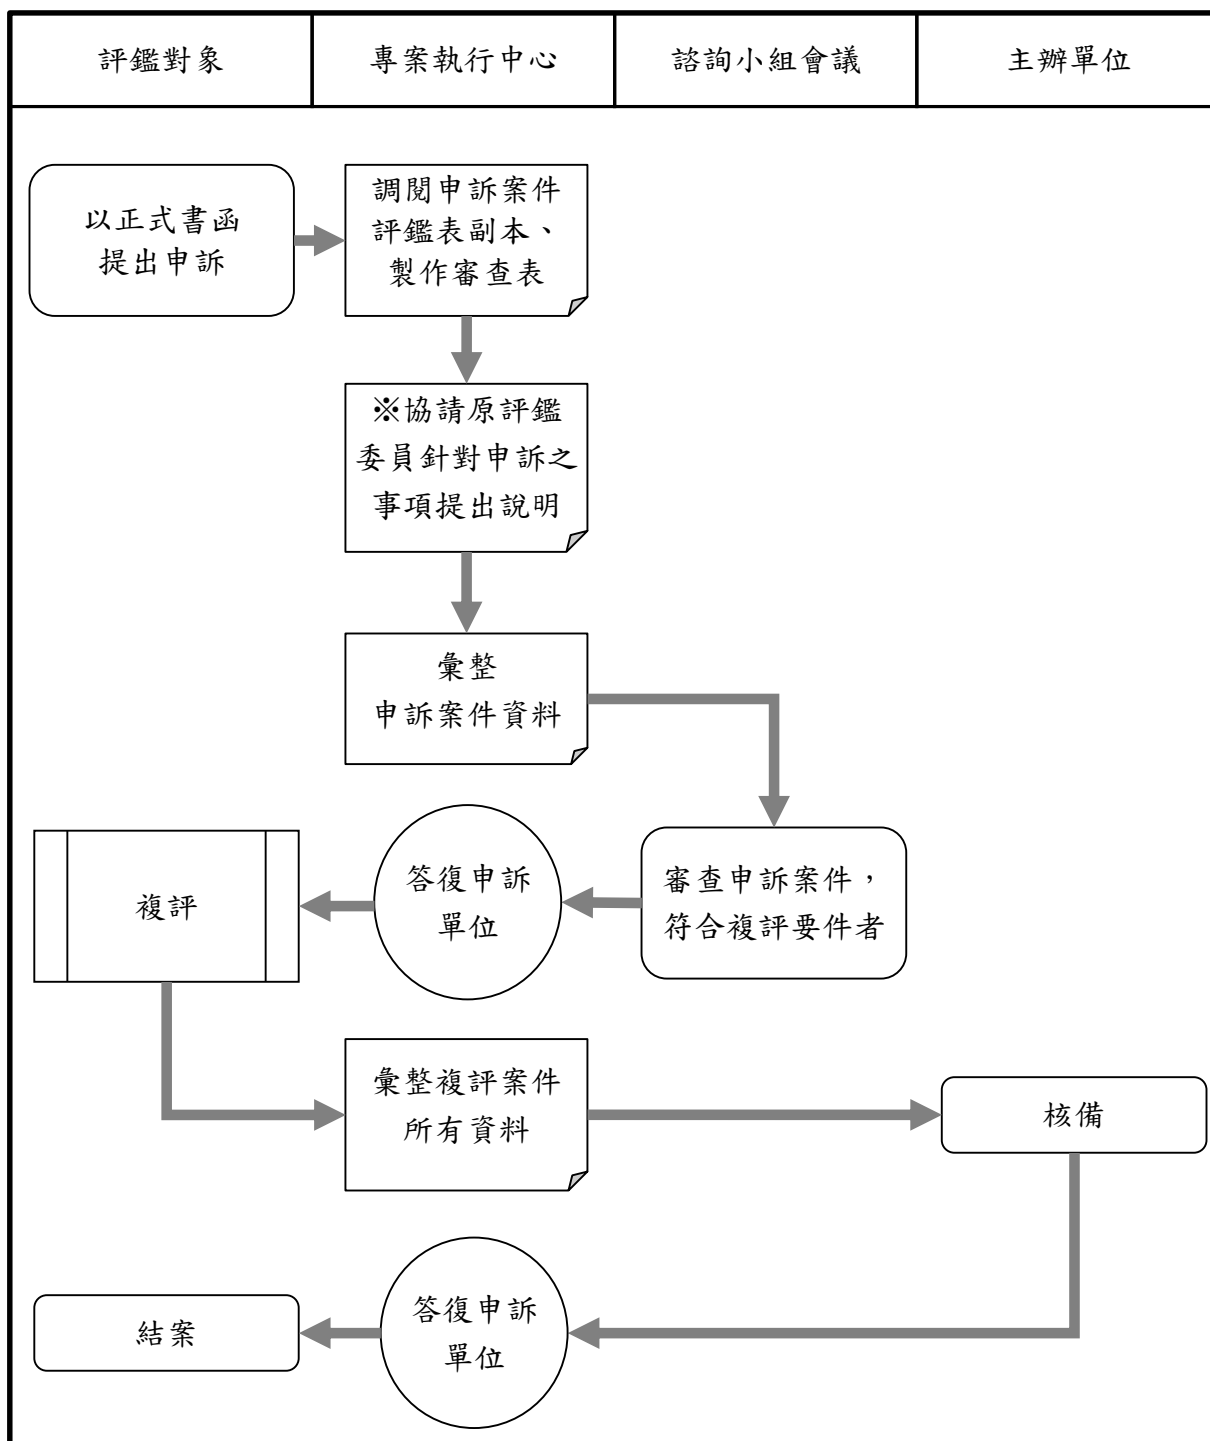 評鑑對象
專案執行中心
諮詢小組會議
主辦單位
以正式書函
提出申訴
調閱申訴案件
評鑑表副本、
製作審查表
※協請原評鑑
委員針對申訴之
事項提出說明
彙整
申訴案件資料
審查申訴案件，
符合複評要件者
答復申訴
單位
複評
彙整複評案件
所有資料
核備
答復申訴
單位
結案